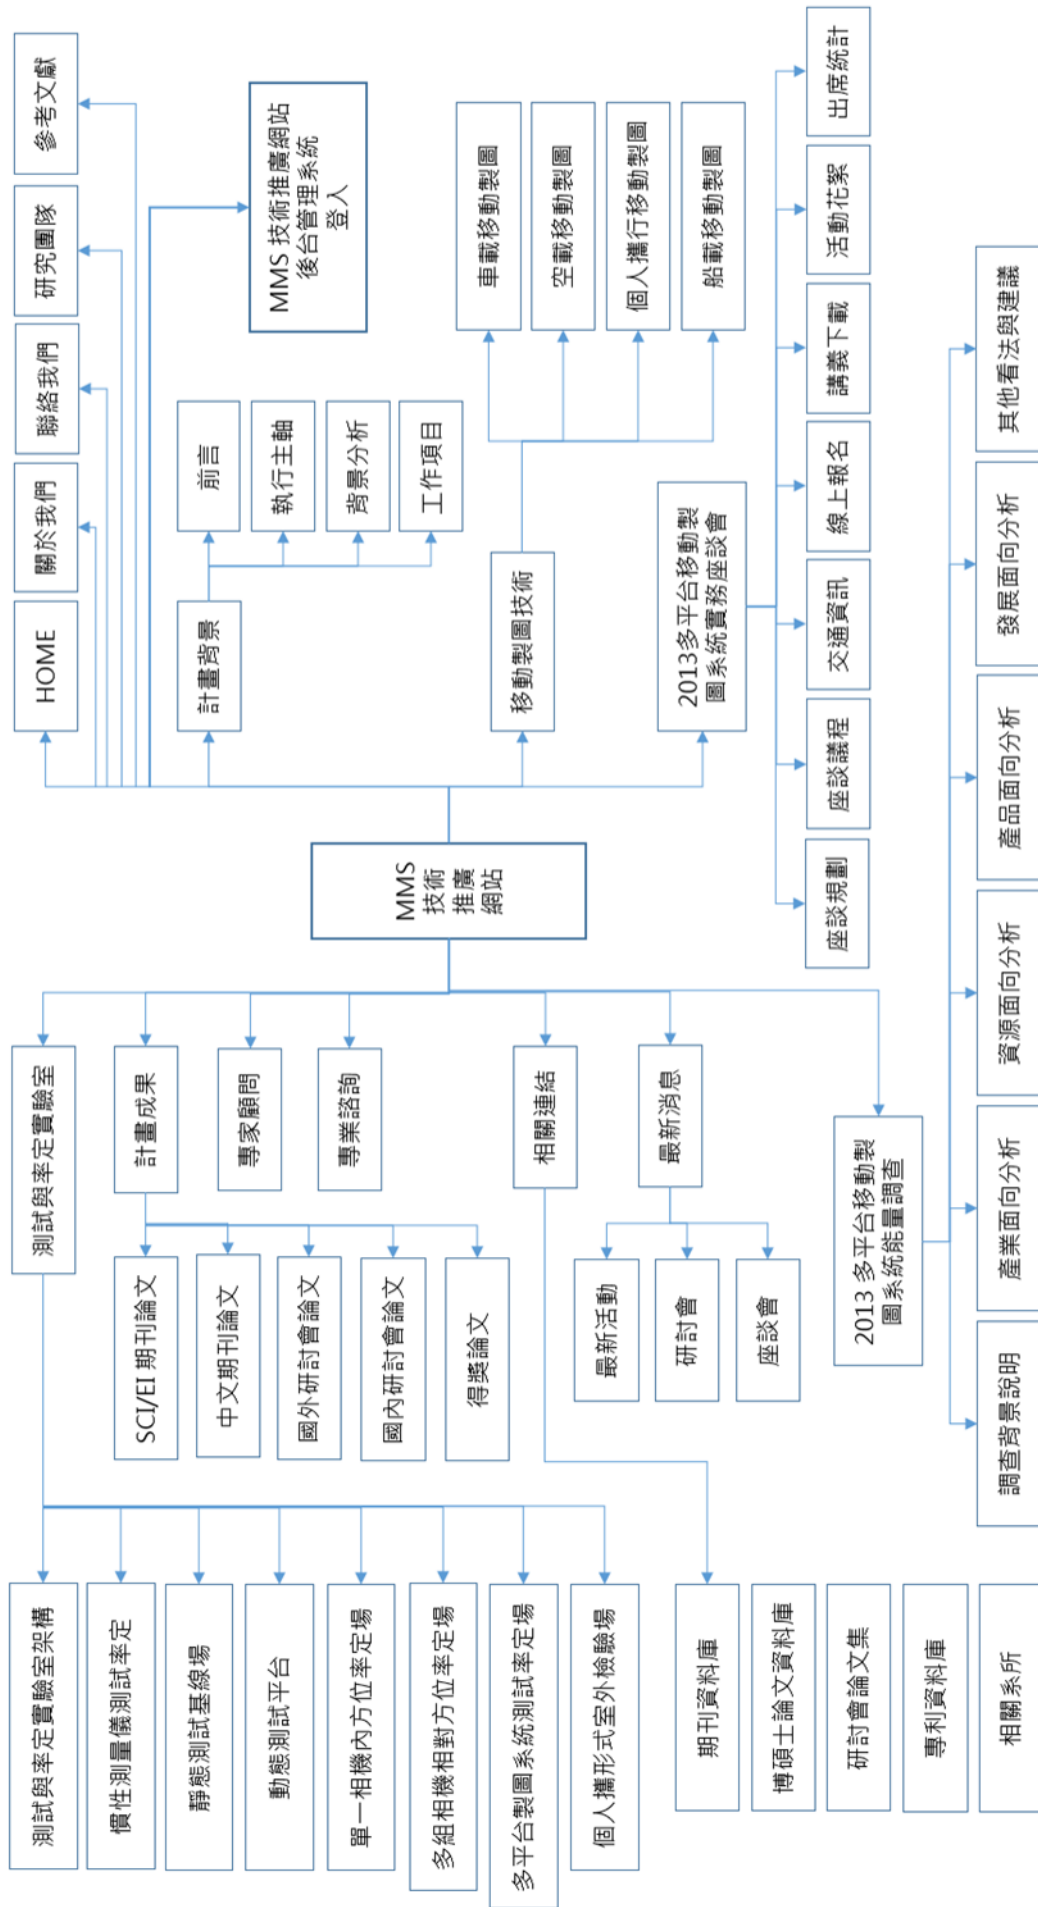 測試與率定實驗室架構
慣性測量儀測試率定
靜態測試基線場
動態測試平台
單一相機內方位率定場
多組相機相對方位率定場
多平台製圖系統測試率定場
個人攜形式室外檢驗場
期刊資料庫
博碩士論文資料庫
研討會論文集
專利資料庫
相關系所
SCI/EI 期刊論文
中文期刊論文
國外研討會論文
國內研討會論文
得獎論文
最新活動
研討會
座談會
測試與率定實驗室
計畫成果
專家顧問
專業諮詢
相關連結
最新消息
2013 多平台移動製
圖系統能量調查
調查背景說明
產業面向分析
資源面向分析
產品面向分析
發展面向分析
其他看法與建議
MMS
技術
推廣
網站
HOME
關於我們
聯絡我們
研究團隊
參考文獻
MMS 技術推廣網站
後台管理系統
登入
計畫背景
前言
執行主軸
背景分析
工作項目
移動製圖技術
車載移動製圖
空載移動製圖
個人攜行移動製圖
船載移動製圖
2013多平台移動製
圖系統實務座談會
座談規劃
座談議程
交通資訊
線上報名
講義下載
活動花絮
出席統計